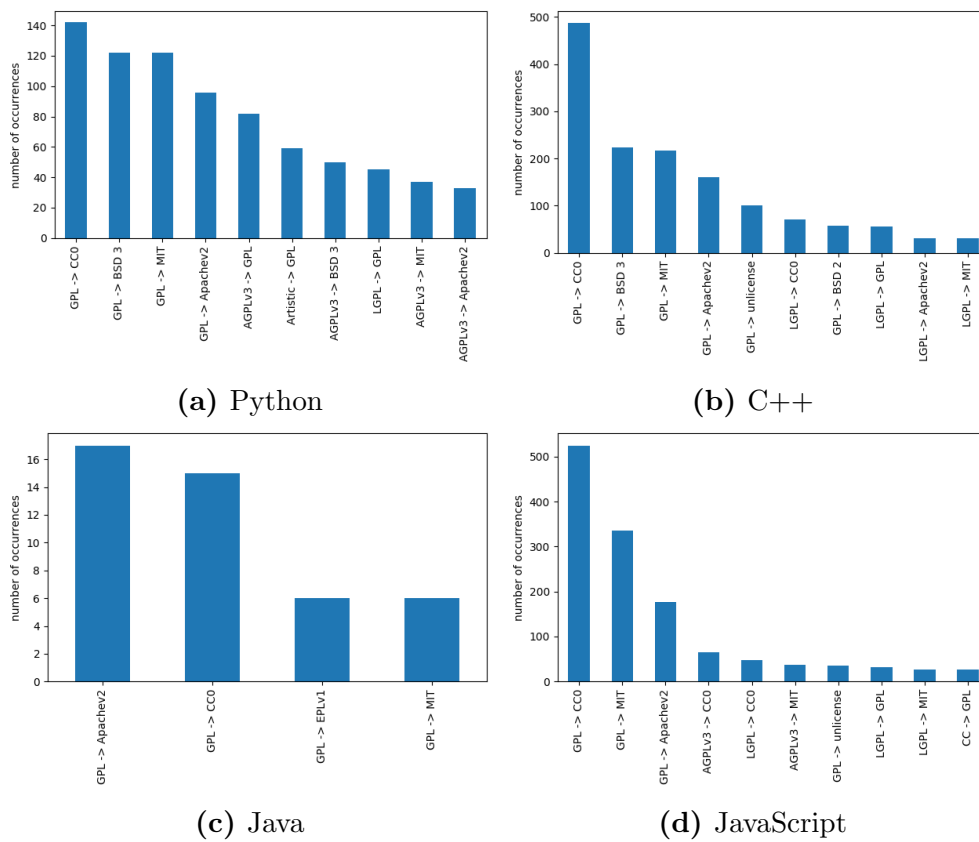 number of occurrences
140
120
100
80
60
40
20
0
GPL -> CC0
GPL -> BSD 3
GPL -> MIT
GPL -> Apachev2
AGPLv3 -> GPL
Artistic -> GPL
AGPLv3 -> BSD 3
LGPL -> GPL
AGPLv3 -> MIT
AGPLv3 -> Apachev2
(a) Python
number of occurrences
500
400
300
200
100
0
GPL -> CC0
GPL -> BSD 3
GPL -> MIT
GPL -> Apachev2
GPL -> unlicense
LGPL -> CC0
GPL -> BSD 2
LGPL -> GPL
LGPL -> Apachev2
LGPL -> MIT
(b) C++
number of occurrences
16
14
12
10
8
6
4
2
0
GPL -> Apachev2
GPL -> CC0
GPL -> EPLv1
GPL -> MIT
(c) Java
number of occurrences
500
400
300
200
100
0
GPL -> CC0
GPL -> MIT
GPL -> Apachev2
AGPLv3 -> CC0
LGPL -> CC0
AGPLv3 -> MIT
GPL -> unlicense
LGPL -> GPL
LGPL -> MIT
CC -> GPL
(d) JavaScript